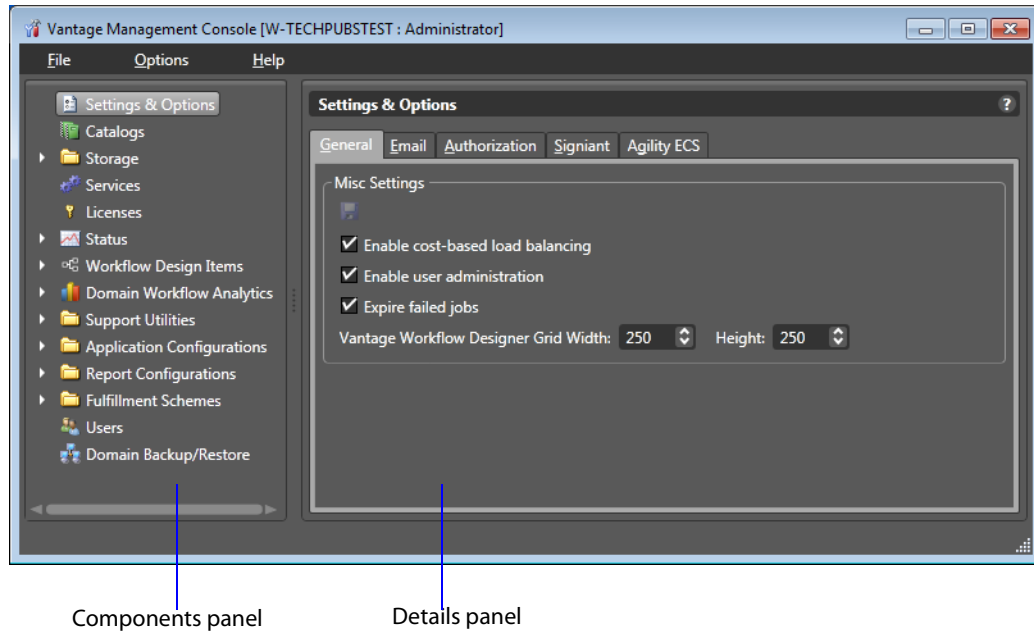 Vantage Management Console [W-TECHPUBSTEST : Administrator]
File Options Help
Settings & Options
Catalogs
Storage
Services
Licenses
Status
Workflow Design Items
Domain Workflow Analytics
Support Utilities
Application Configurations
Report Configurations
Fulfillment Schemes
Users
Domain Backup/Restore
Settings & Options ?
General Email Authorization Signiant Agility ECS
Misc Settings
Enable cost-based load balancing
Enable user administration
Expire failed jobs
Vantage Workflow Designer Grid Width: 250 Height: 250
Components panel
Details panel